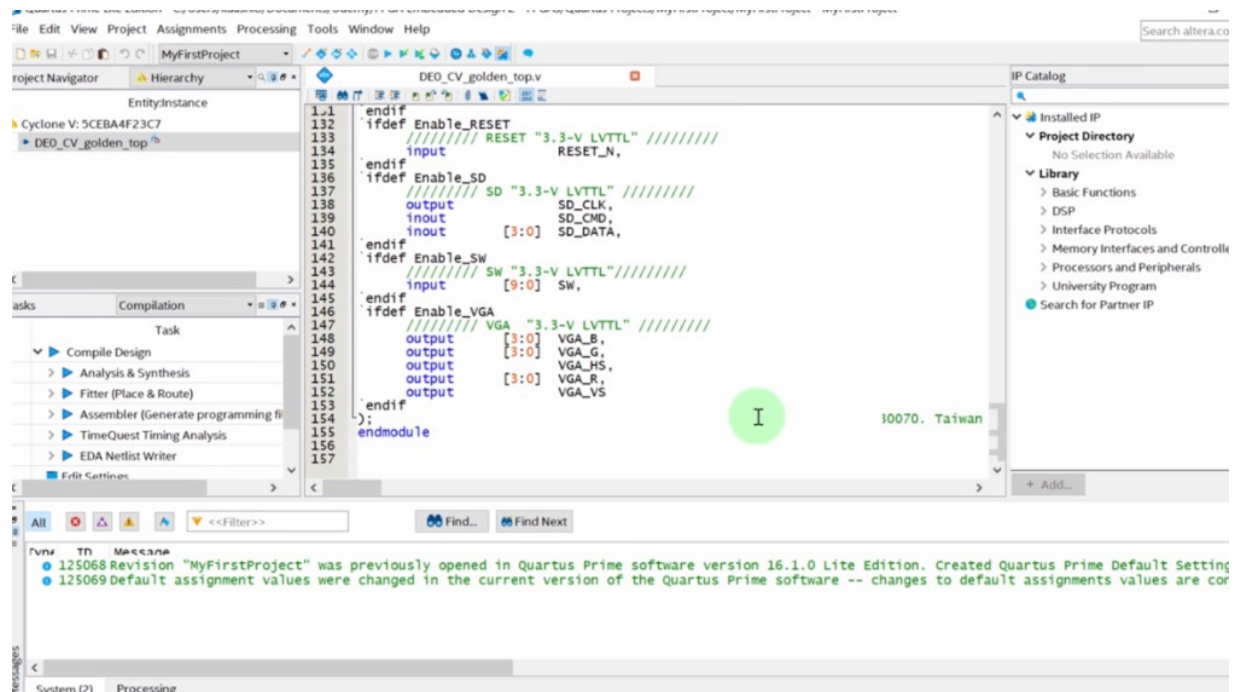 File Edit View Project Assignments Processing Tools Window Help
Search altera.co
MyFirstProject
roject Navigator
Hierarchy
DE0_CV_golden_top.v
IP Catalog
Entity:Instance
Cyclone V: 5CEBA4F23C7
DE0_CV_golden_top
131 `endif
132 `ifdef Enable_RESET
133 ///////// RESET "3.3-V LVTTL" /////////
134 input RESET_N,
135 `endif
136 `ifdef Enable_SD
137 ///////// SD "3.3-V LVTTL" /////////
138 output SD_CLK,
139 inout SD_CMD,
140 inout [3:0] SD_DATA,
141 `endif
142 `ifdef Enable_SW
143 ///////// SW "3.3-V LVTTL"/////////
144 input [9:0] SW,
145 `endif
146 `ifdef Enable_VGA
147 ///////// VGA "3.3-V LVTTL" /////////
148 output [3:0] VGA_B,
149 output [3:0] VGA_G,
150 output VGA_HS,
151 output [3:0] VGA_R,
152 output VGA_VS
153 `endif
154 );
155 endmodule
156
157
30070. Taiwan
Installed IP
Project Directory
No Selection Available
Library
Basic Functions
DSP
Interface Protocols
Memory Interfaces and Controlle
Processors and Peripherals
University Program
Search for Partner IP
+ Add...
asks
Compilation
Task
Compile Design
Analysis & Synthesis
Fitter (Place & Route)
Assembler (Generate programming fil
TimeQuest Timing Analysis
EDA Netlist Writer
Edit Settings
All
<<Filter>>
Find...
Find Next
Type ID Message
125068 Revision "MyFirstProject" was previously opened in Quartus Prime software version 16.1.0 Lite Edition. Created Quartus Prime Default Setting
125069 Default assignment values were changed in the current version of the Quartus Prime software -- changes to default assignments values are con
Messages
System (2)
Processing